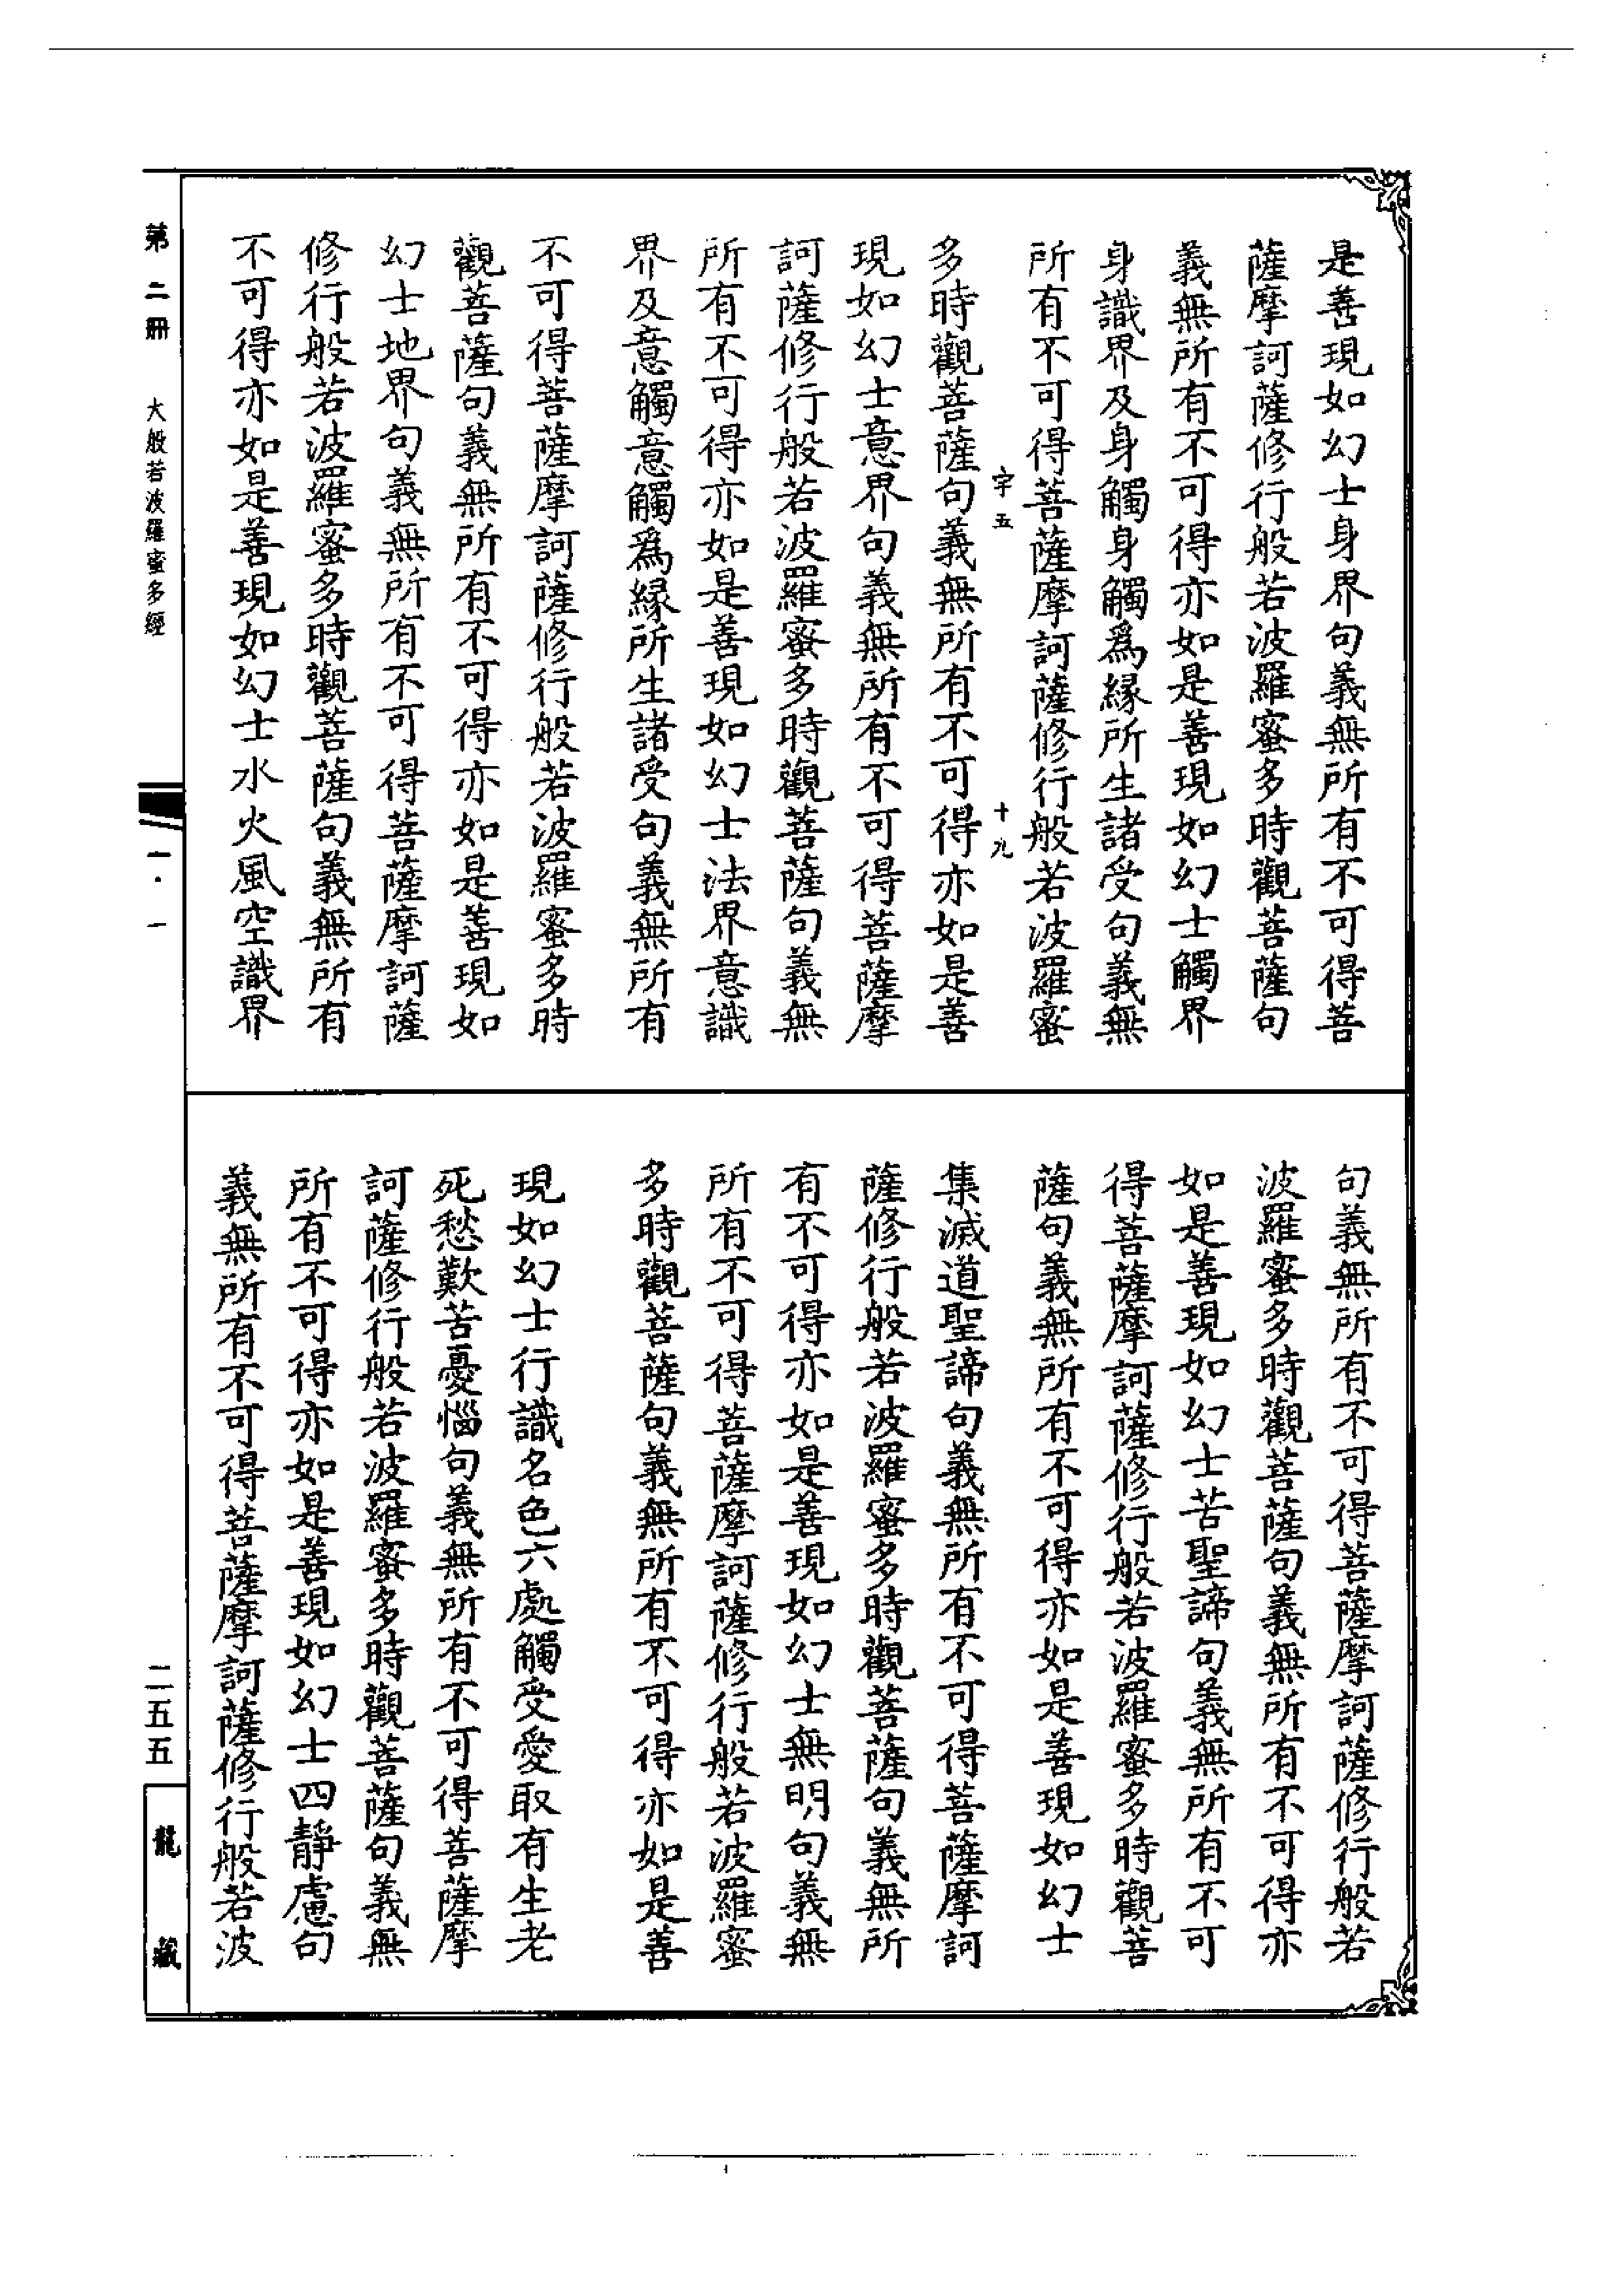 是善現如幻士身界句義無所有不可得菩
薩摩訶薩修行般若波羅蜜多時觀菩薩句
義無所有不可得亦如是善現如幻士觸界
身識界及身觸身觸爲緣所生諸受句義無
所有不可得菩薩摩訶薩修行般若波羅蜜
宇五 十九
多時觀菩薩句義無所有不可得亦如是善
現如幻士意界句義無所有不可得菩薩摩
訶薩修行般若波羅蜜多時觀菩薩句義無
所有不可得亦如是善現如幻士法界意識
界及意觸意觸爲緣所生諸受句義無所有
不可得菩薩摩訶薩修行般若波羅蜜多時
觀菩薩句義無所有不可得亦如是善現如
幻士地界句義無所有不可得菩薩摩訶薩
修行般若波羅蜜多時觀菩薩句義無所有
不可得亦如是善現如幻士水火風空識界
句義無所有不可得菩薩摩訶薩修行般若
波羅蜜多時觀菩薩句義無所有不可得亦
如是善現如幻士苦聖諦句義無所有不可
得菩薩摩訶薩修行般若波羅蜜多時觀菩
薩句義無所有不可得亦如是善現如幻士
集滅道聖諦句義無所有不可得菩薩摩訶
薩修行般若波羅蜜多時觀菩薩句義無所
有不可得亦如是善現如幻士無明句義無
所有不可得菩薩摩訶薩修行般若波羅蜜
多時觀菩薩句義無所有不可得亦如是善
現如幻士行識名色六處觸受愛取有生老
死愁歎苦憂惱句義無所有不可得菩薩摩
訶薩修行般若波羅蜜多時觀菩薩句義無
所有不可得亦如是善現如幻士四靜慮句
義無所有不可得菩薩摩訶薩修行般若波
第二冊 大般若波羅蜜多經 一·一 二五五 龍藏